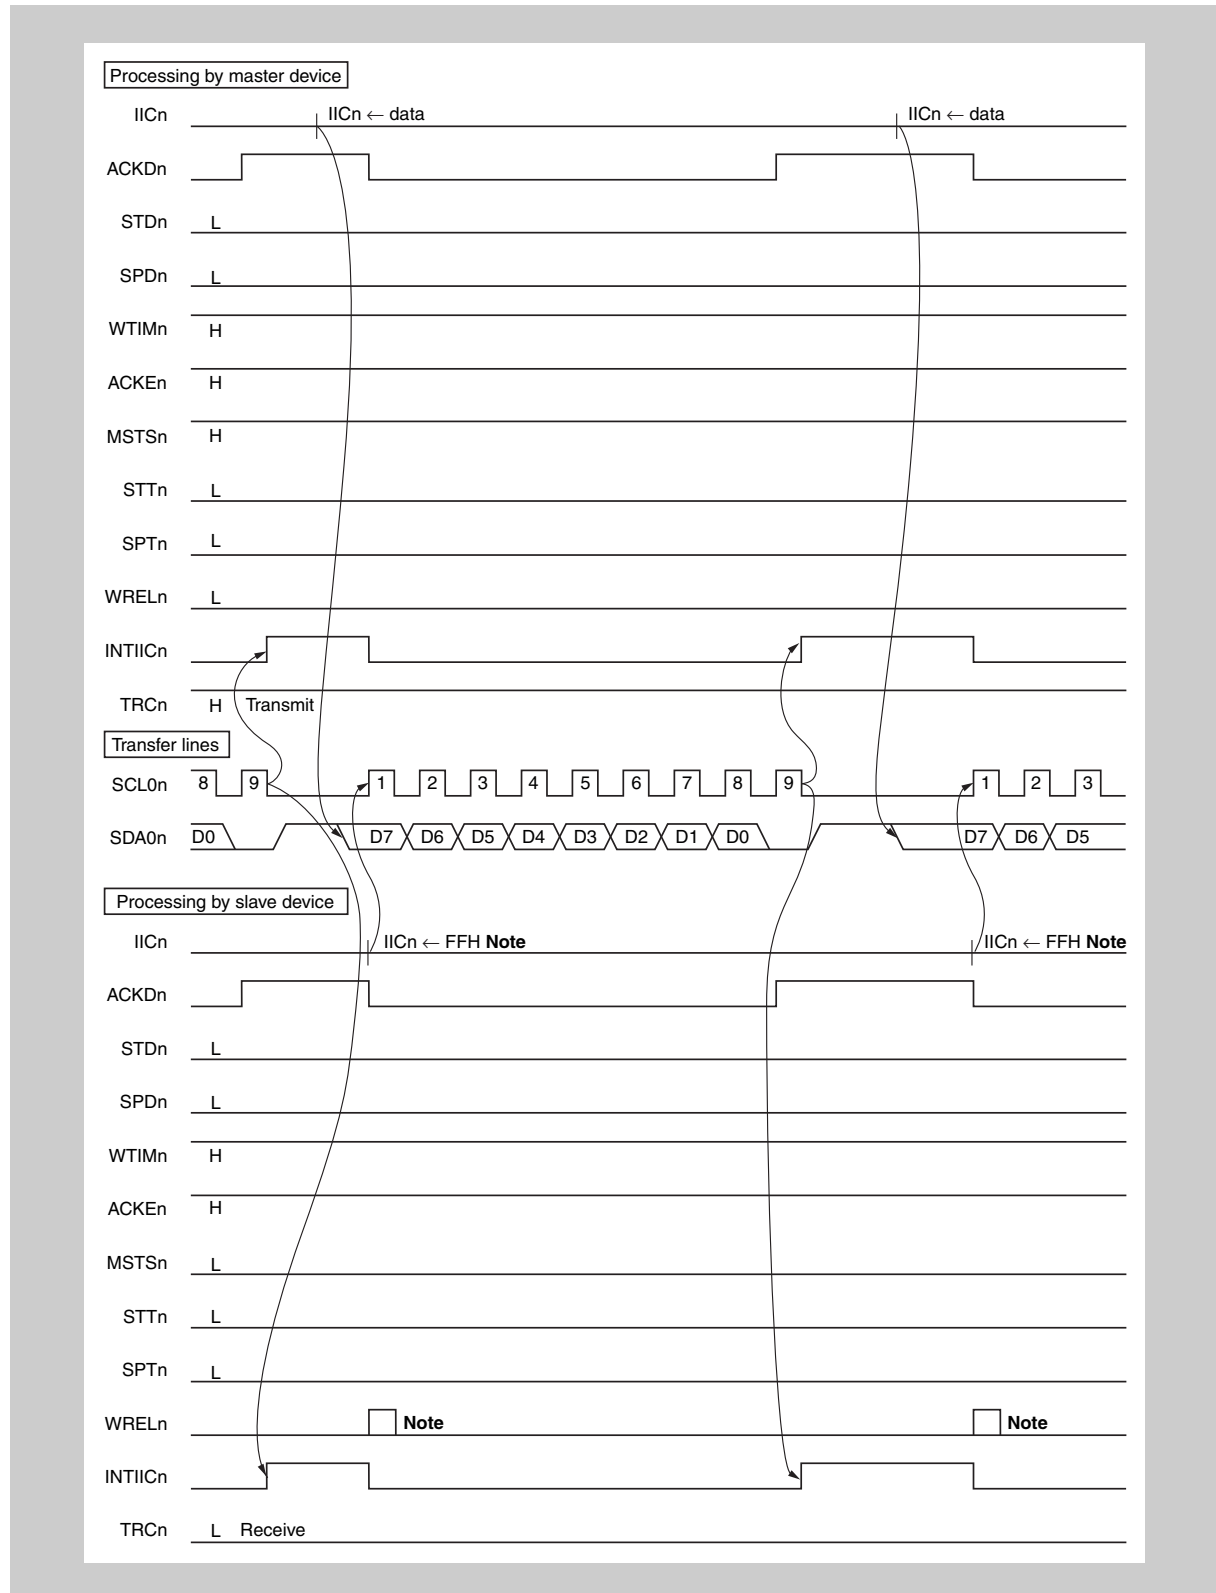 Processing by master device
IICn IICn ← data IICn ← data
ACKDn
STDn L
SPDn L
WTIMn H
ACKEn H
MSTSn H
STTn L
SPTn L
WRELn L
INTIICn
TRCn H Transmit
Transfer lines
SCL0n 8 9 1 2 3 4 5 6 7 8 9 1 2 3
SDA0n D0 D7 D6 D5 D4 D3 D2 D1 D0 D7 D6 D5
Processing by slave device
IICn IICn ← FFH Note IICn ← FFH Note
ACKDn
STDn L
SPDn L
WTIMn H
ACKEn H
MSTSn L
STTn L
SPTn L
WRELn Note Note
INTIICn
TRCn L Receive